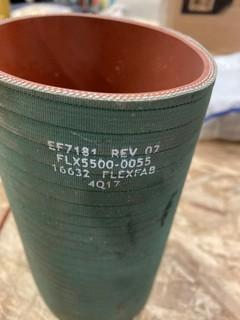 EF7181 REV 02
FLX5500-0055
16632 FLEXFAB
4Q17